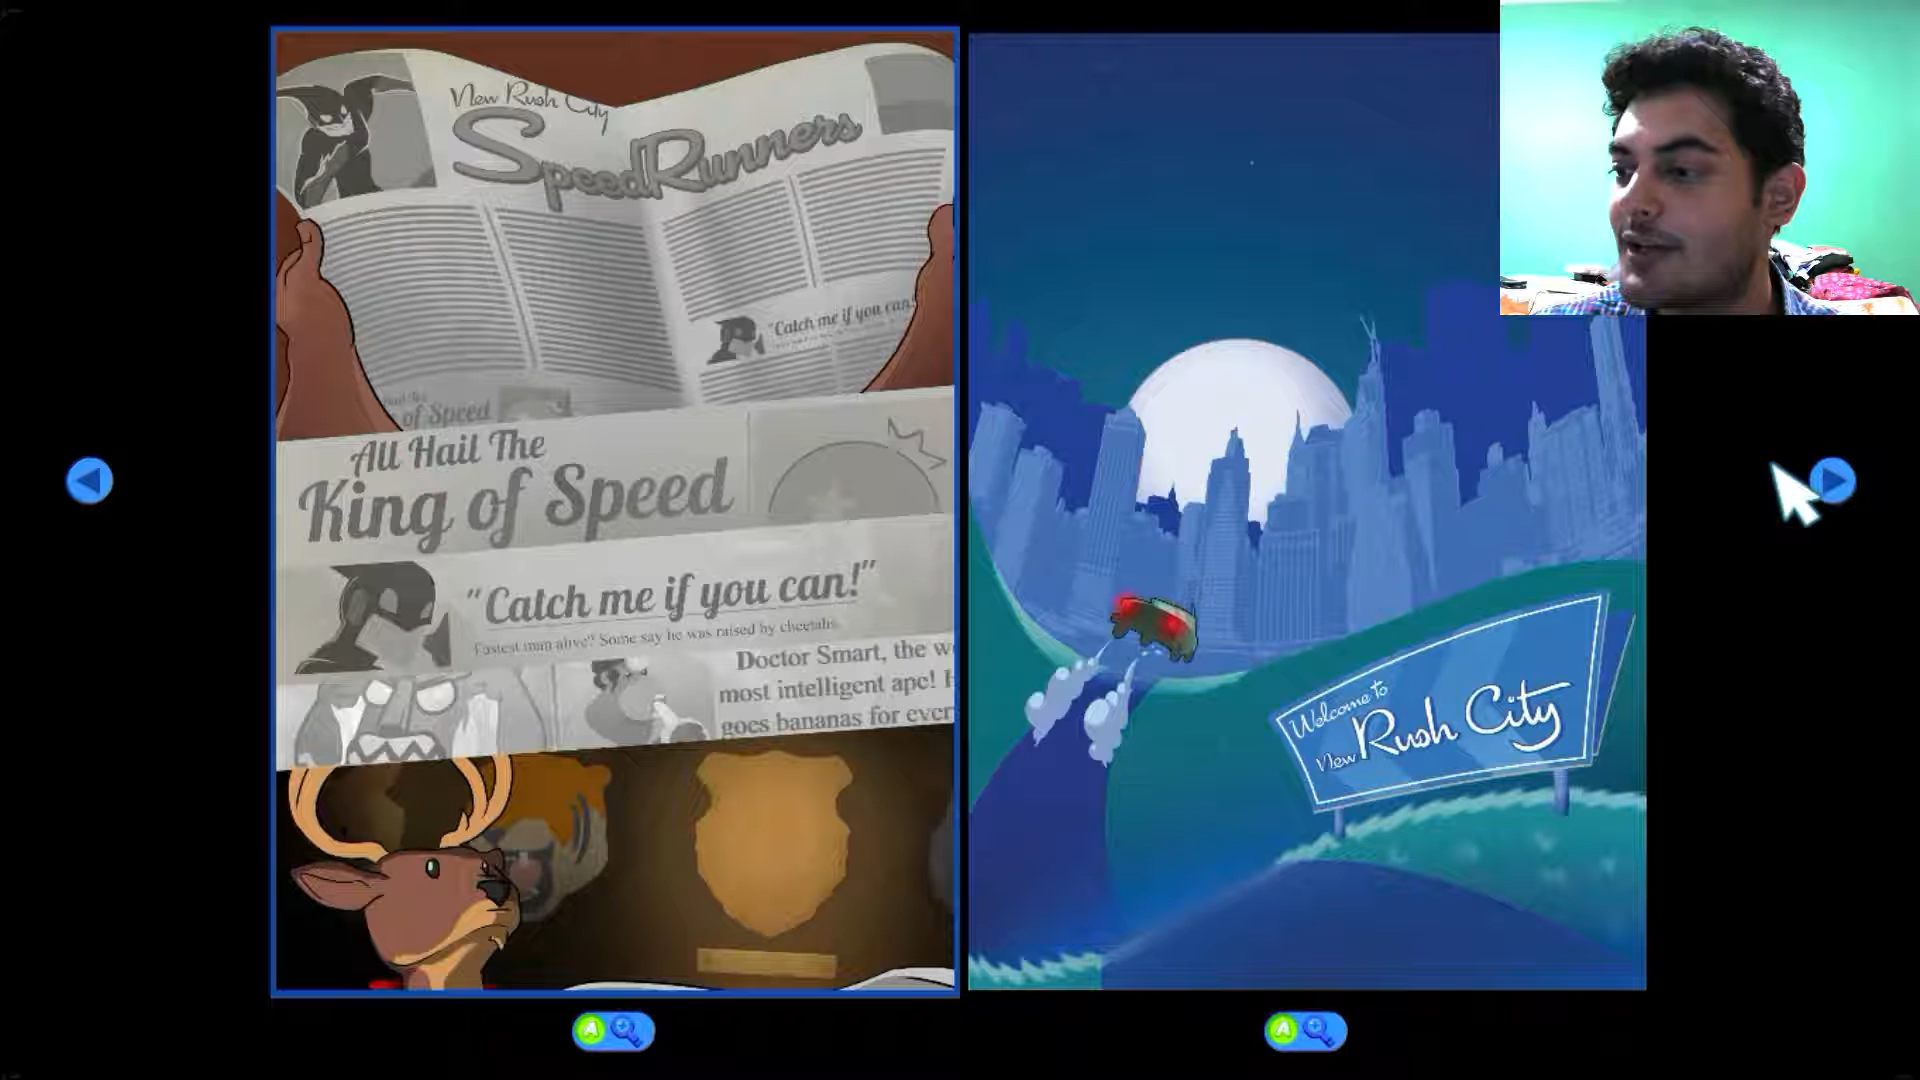 New Rush City
SpeedRunners
"Catch me if you can!"
of Speed
All Hail The
King of Speed
"Catch me if you can!"
Fastest man alive? Some say he was raised by cheetahs.
Doctor Smart, the w
most intelligent ape! H
goes bananas for ever
Welcome to
New Rush City
A
A